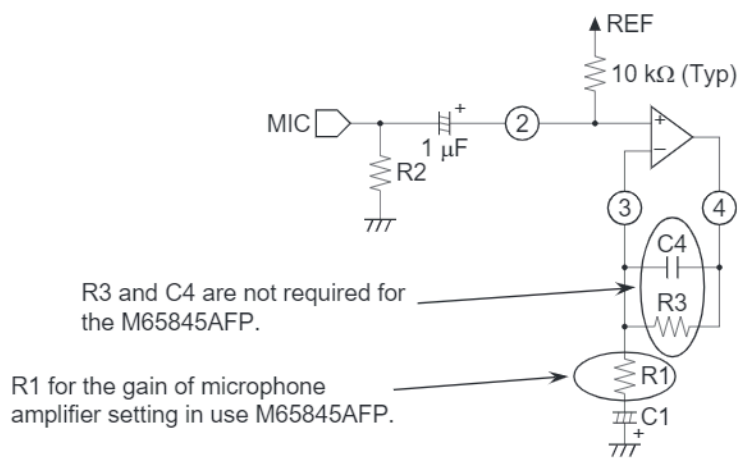 REF
10 kΩ (Typ)
MIC
+
2
+
1 μF
−
R2
3
4
C4
R3 and C4 are not required for
the M65845AFP.
R3
R1 for the gain of microphone
amplifier setting in use M65845AFP.
R1
C1
+